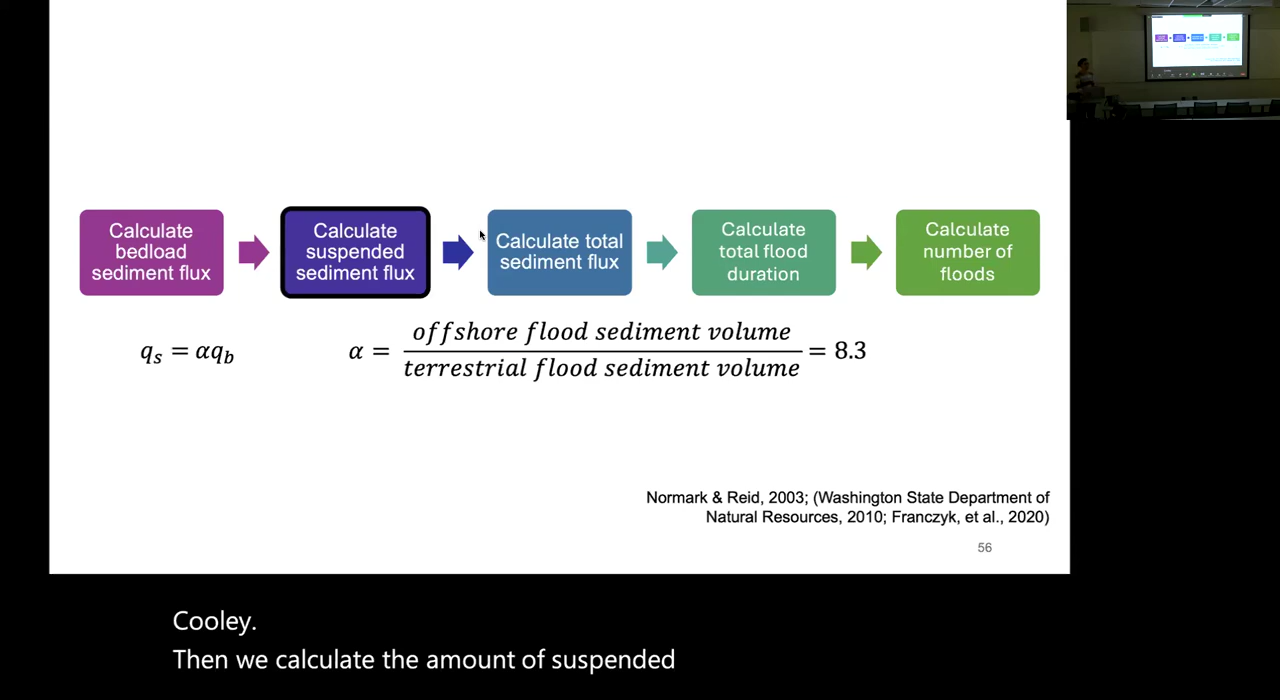 Calculate
bedload
sediment flux
Calculate
suspended
sediment flux
Calculate total
sediment flux
Calculate
total flood
duration
Calculate
number of
floods
q_s = αq_b
α = offshore flood sediment volume / terrestrial flood sediment volume = 8.3
Normark & Reid, 2003; (Washington State Department of
Natural Resources, 2010; Franczyk, et al., 2020)
56
Cooley.
Then we calculate the amount of suspended